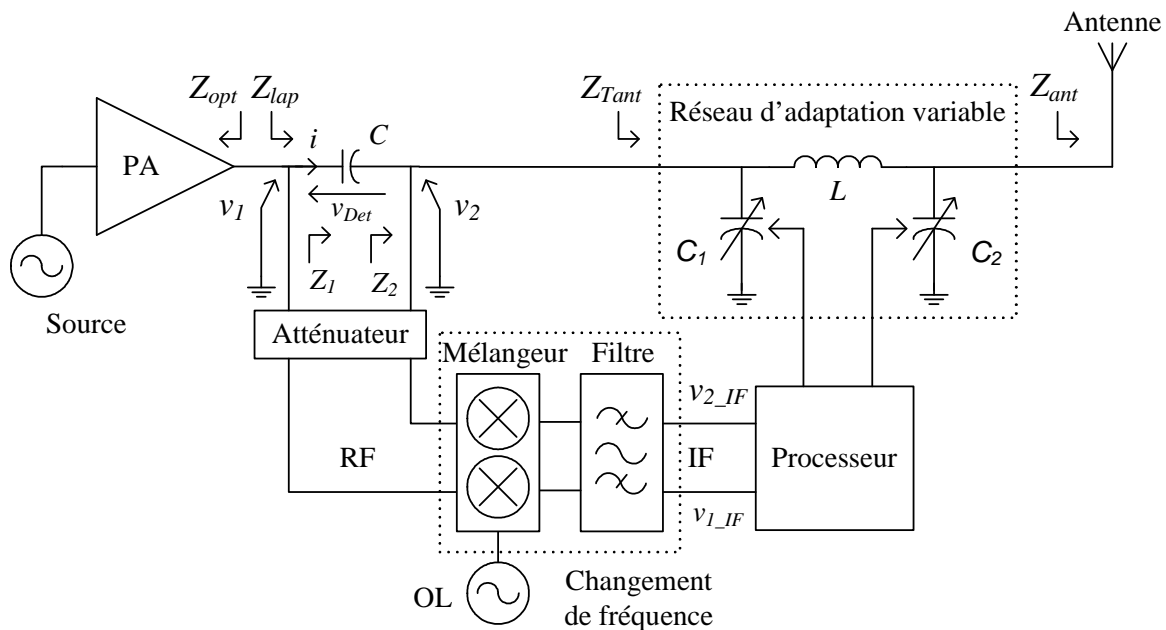 Antenne
Z_opt Z_lap
Z_Tant
Z_ant
Réseau d'adaptation variable
i
C
PA
L
v_1
v_Det
v_2
C_1
C_2
Z_1
Z_2
Source
Atténuateur
Mélangeur
Filtre
v_2_IF
RF
IF
Processeur
v_1_IF
OL
Changement
de fréquence